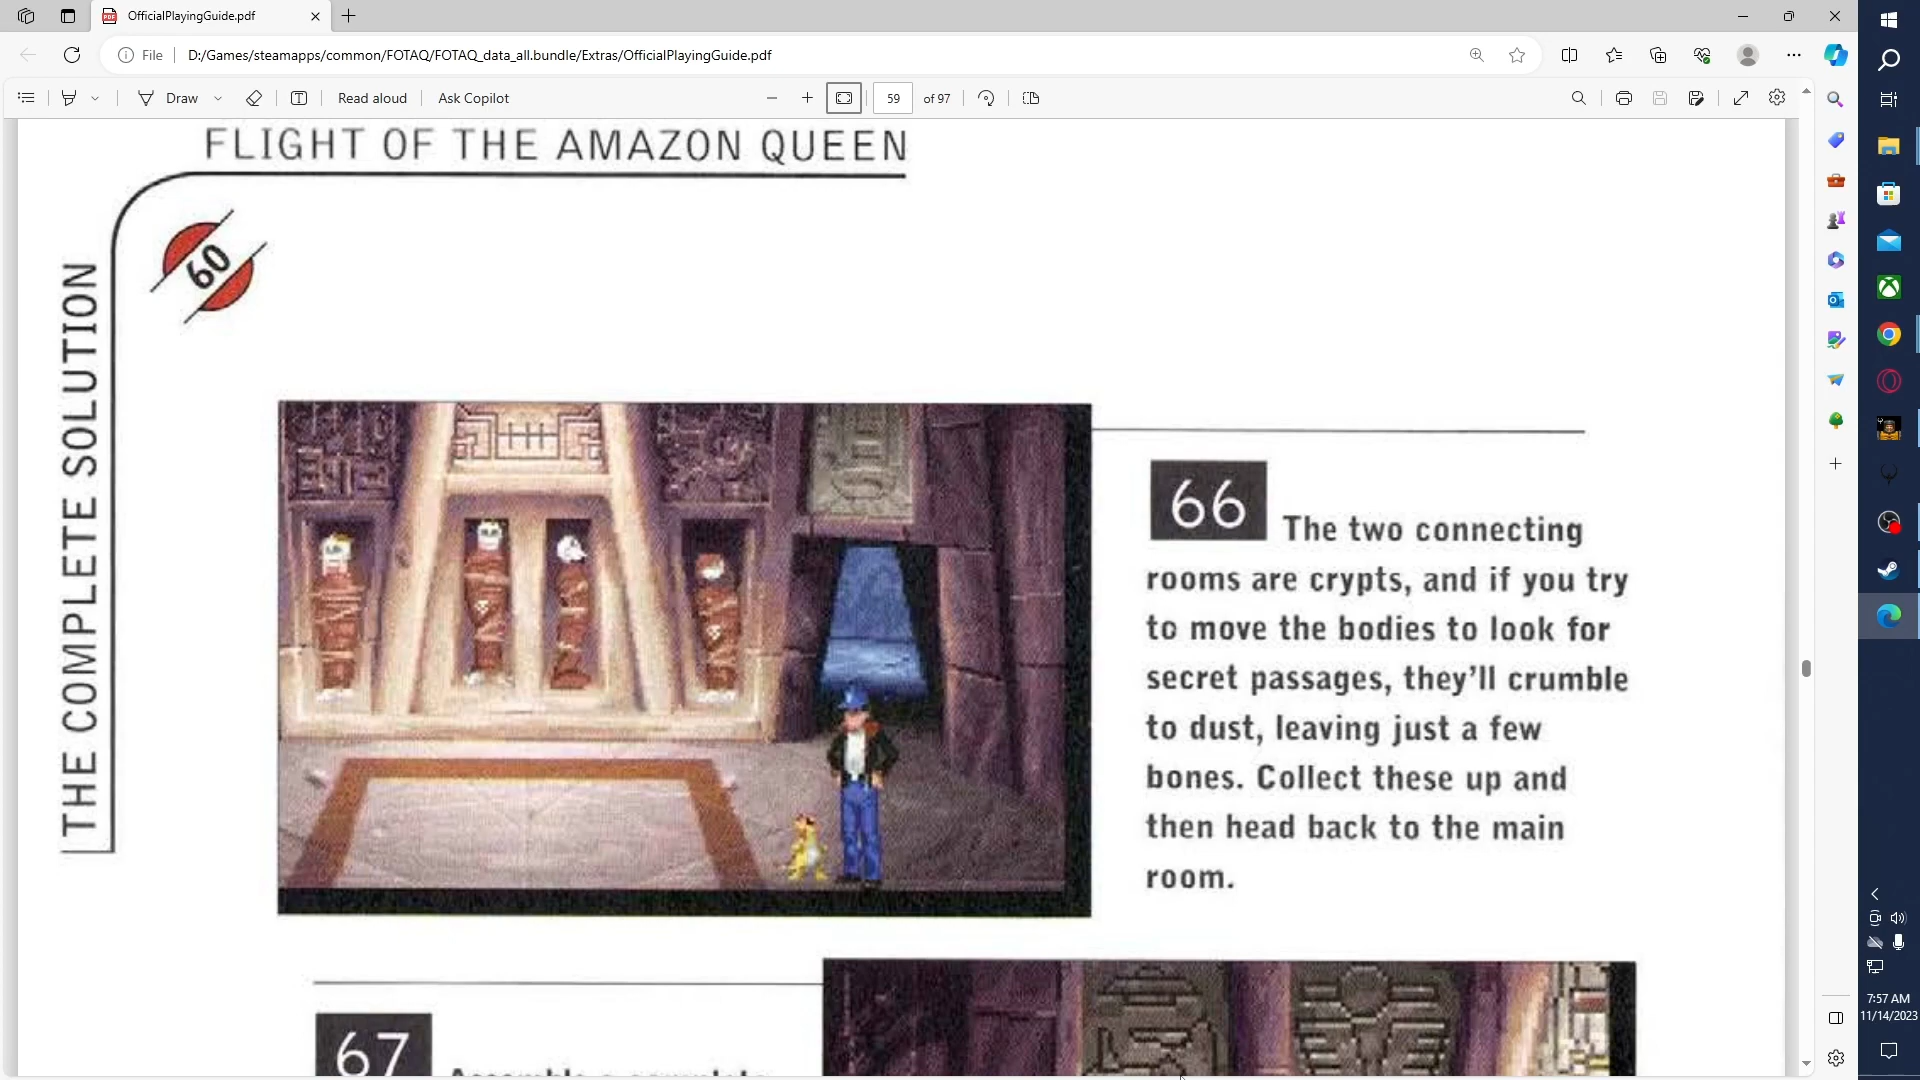 OfficialPlayingGuide.pdf
File
D:/Games/steamapps/common/FOTAQ/FOTAQ_data_all.bundle/Extras/OfficialPlayingGuide.pdf
Draw
Read aloud
Ask Copilot
59
of 97
FLIGHT OF THE AMAZON QUEEN
60
THE COMPLETE SOLUTION
66
The two connecting
rooms are crypts, and if you try
to move the bodies to look for
secret passages, they'll crumble
to dust, leaving just a few
bones. Collect these up and
then head back to the main
room.
67
7:57 AM
11/14/2023